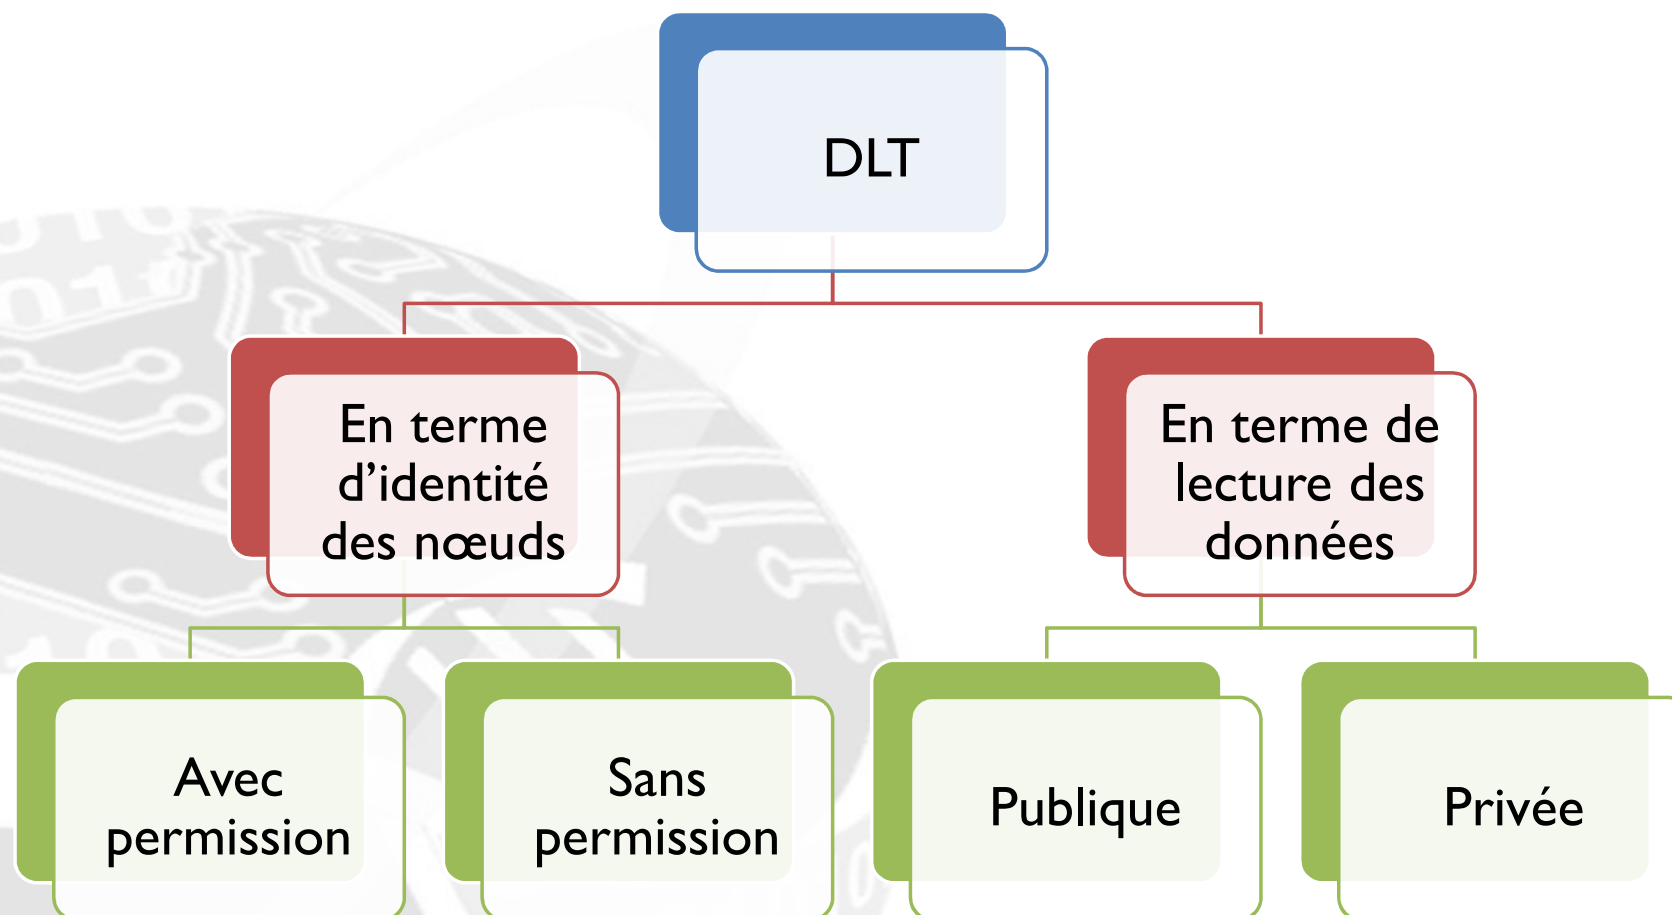 DLT
En terme
d’identité
des nœuds
En terme de
lecture des
données
Avec
permission
Sans
permission
Publique
Privée